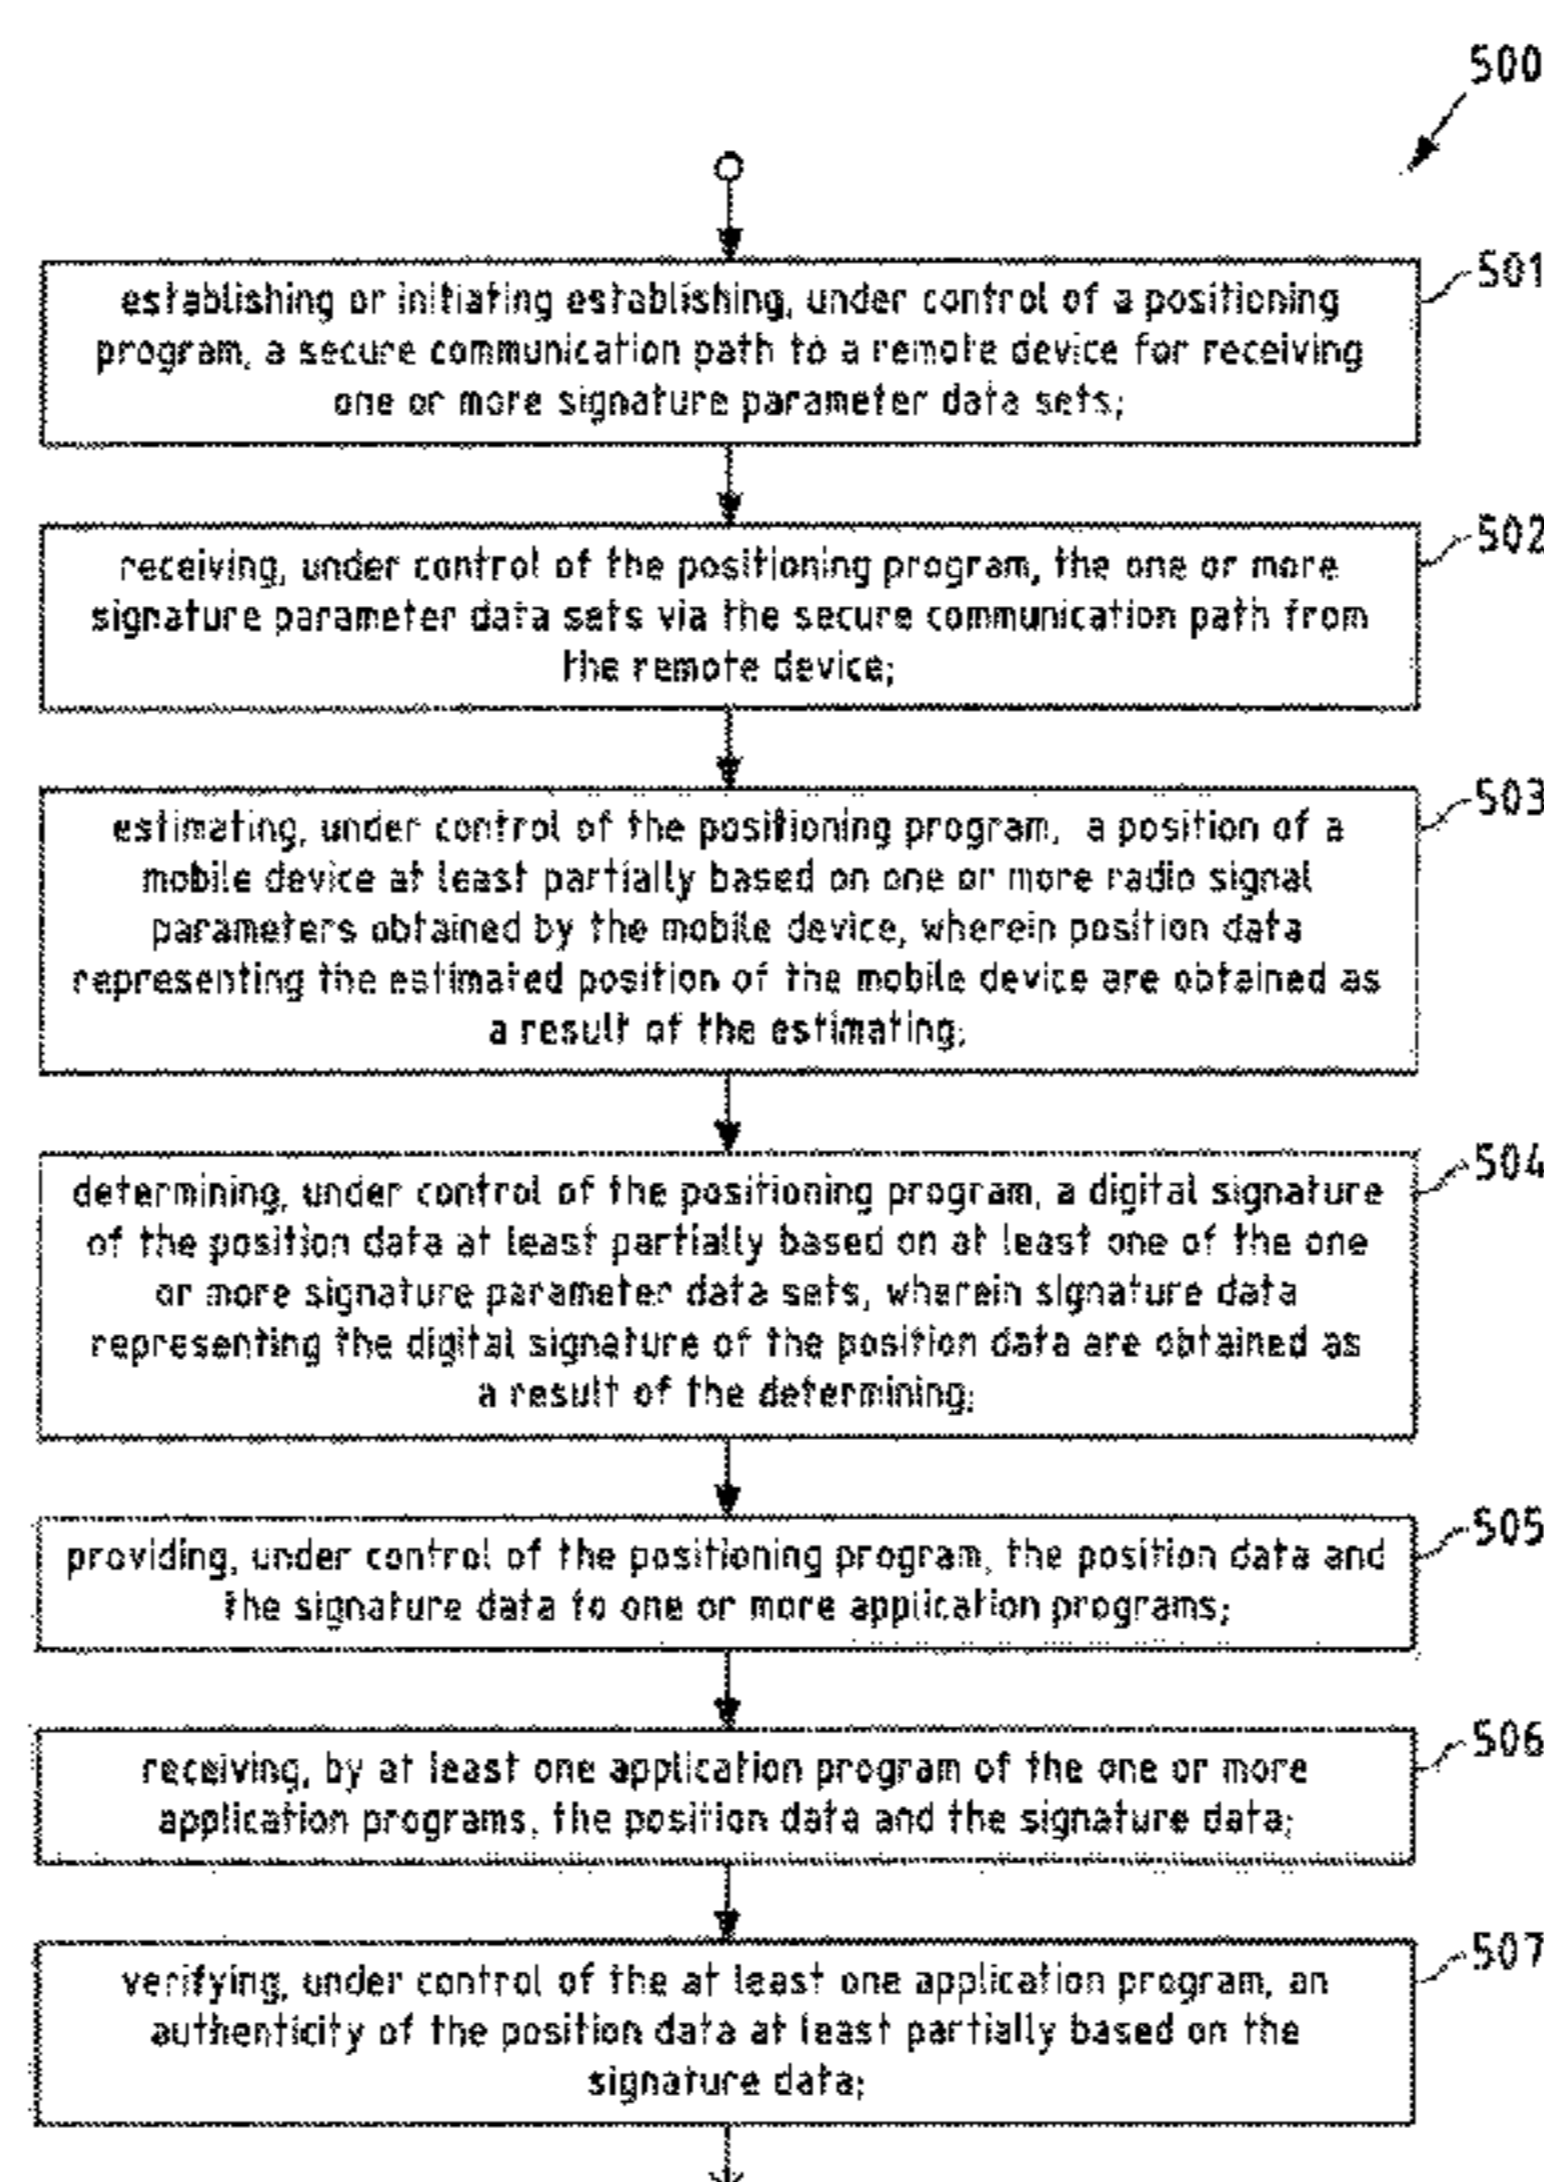 500
501
establishing or initiating establishing, under control of a positioning
program, a secure communication path to a remote device for receiving
one or more signature parameter data sets;
502
receiving, under control of the positioning program, the one or more
signature parameter data sets via the secure communication path from
the remote device;
503
estimating, under control of the positioning program, a position of a
mobile device at least partially based on one or more radio signal
parameters obtained by the mobile device, wherein position data
representing the estimated position of the mobile device are obtained as
a result of the estimating;
504
determining, under control of the positioning program, a digital signature
of the position data at least partially based on at least one of the one
or more signature parameter data sets, wherein signature data
representing the digital signature of the position data are obtained as
a result of the determining;
505
providing, under control of the positioning program, the position data and
the signature data to one or more application programs;
506
receiving, by at least one application program of the one or more
application programs, the position data and the signature data;
507
verifying, under control of the at least one application program, an
authenticity of the position data at least partially based on the
signature data;